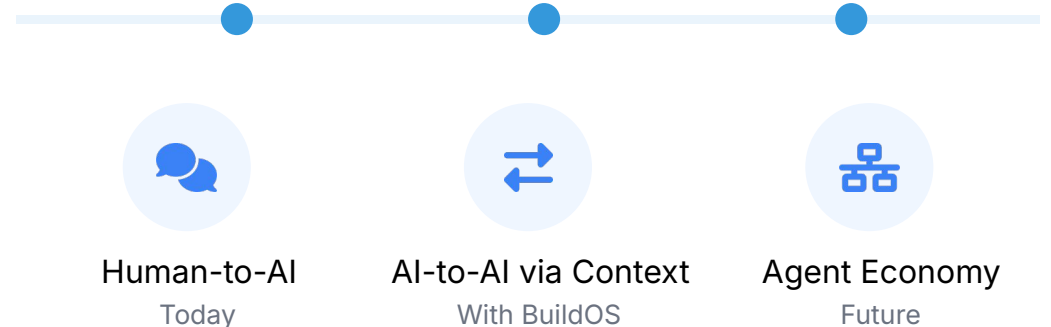 Human-to-AI
Today
AI-to-AI via Context
With BuildOS
Agent Economy
Future